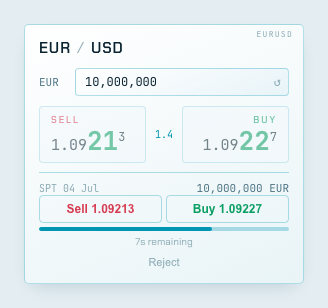 EURUSD
EUR / USD
EUR 10,000,000 ↺
SELL BUY
1.09213 1.4 1.09227
SPT 04 Jul 10,000,000 EUR
Sell 1.09213 Buy 1.09227
7s remaining
Reject